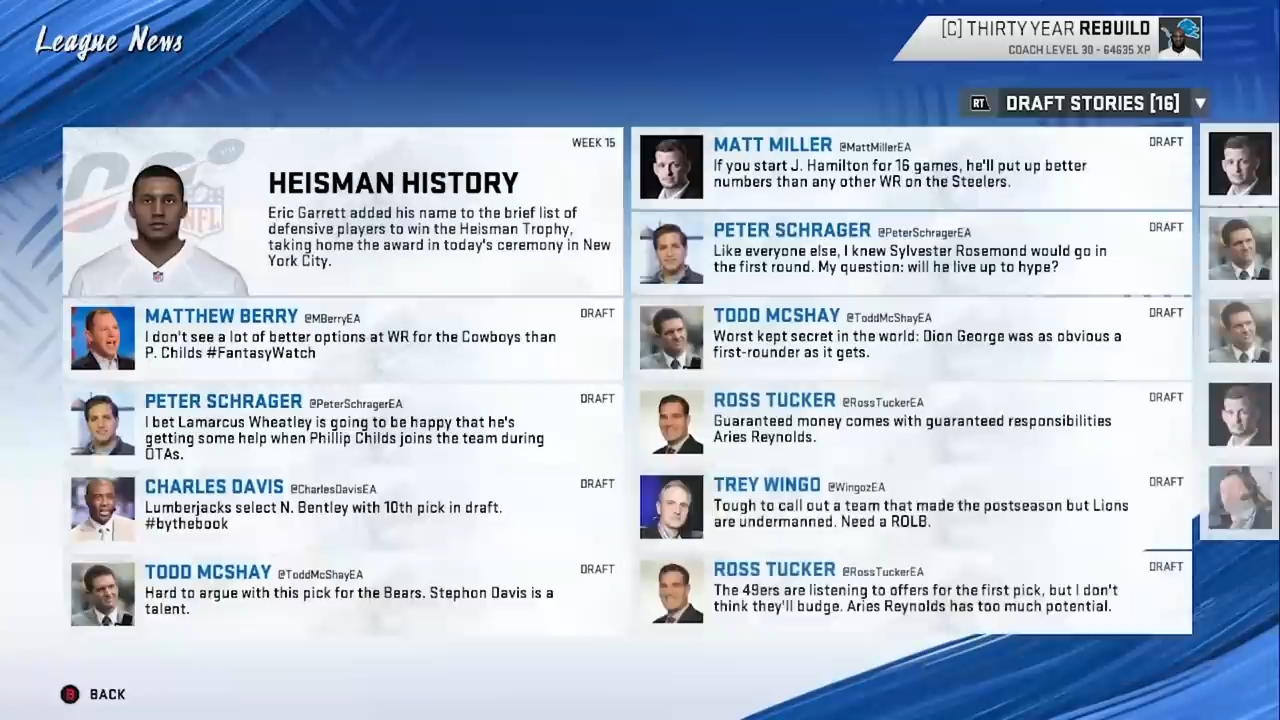 League News
[C] THIRTY YEAR REBUILD
COACH LEVEL 30 - 64635 XP
RT DRAFT STORIES [16]
WEEK 15
HEISMAN HISTORY
Eric Garrett added his name to the brief list of
defensive players to win the Heisman Trophy,
taking home the award in today's ceremony in New
York City.
NFL
MATTHEW BERRY @MBerryEA DRAFT
I don't see a lot of better options at WR for the Cowboys than
P. Childs #FantasyWatch
PETER SCHRAGER @PeterSchragerEA DRAFT
I bet Lamarcus Wheatley is going to be happy that he's
getting some help when Phillip Childs joins the team during
OTAs.
CHARLES DAVIS @CharlesDavisEA DRAFT
Lumberjacks select N. Bentley with 10th pick in draft.
#bythebook
TODD MCSHAY @ToddMcShayEA DRAFT
Hard to argue with this pick for the Bears. Stephon Davis is a
talent.
MATT MILLER @MattMillerEA DRAFT
If you start J. Hamilton for 16 games, he'll put up better
numbers than any other WR on the Steelers.
PETER SCHRAGER @PeterSchragerEA DRAFT
Like everyone else, I knew Sylvester Rosemond would go in
the first round. My question: will he live up to hype?
TODD MCSHAY @ToddMcShayEA DRAFT
Worst kept secret in the world: Dion George was as obvious a
first-rounder as it gets.
ROSS TUCKER @RossTuckerEA DRAFT
Guaranteed money comes with guaranteed responsibilities
Aries Reynolds.
TREY WINGO @WingozEA DRAFT
Tough to call out a team that made the postseason but Lions
are undermanned. Need a ROLB.
ROSS TUCKER @RossTuckerEA DRAFT
The 49ers are listening to offers for the first pick, but I don't
think they'll budge. Aries Reynolds has too much potential.
B BACK